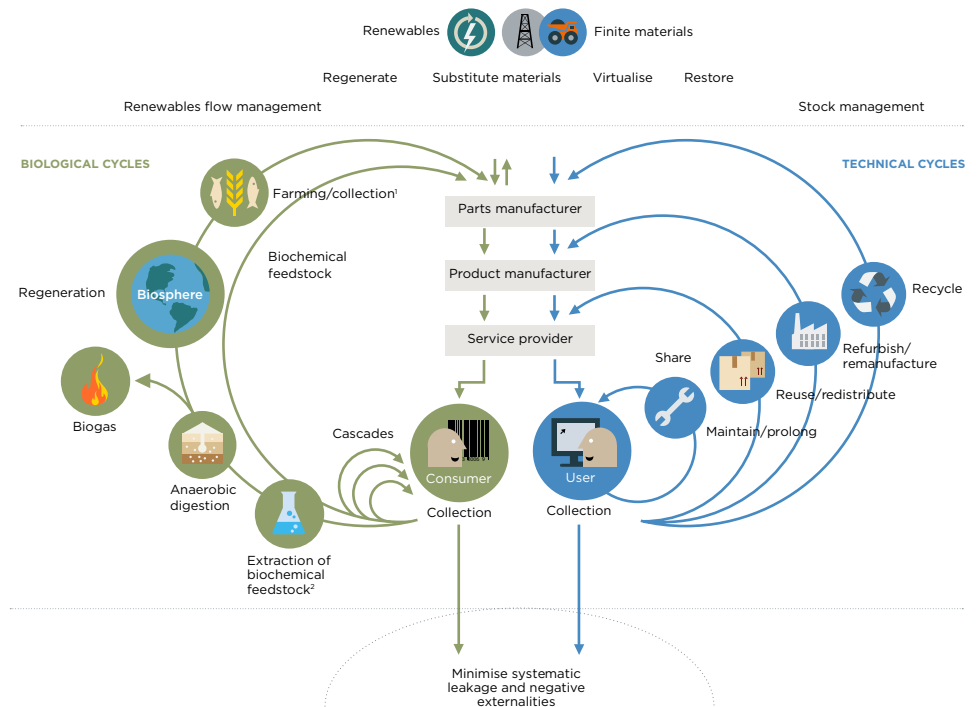 Renewables
Finite materials
Regenerate
Substitute materials
Virtualise
Restore
Renewables flow management
Stock management
BIOLOGICAL CYCLES
TECHNICAL CYCLES
Farming/collection¹
Parts manufacturer
Biochemical
feedstock
Product manufacturer
Regeneration
Biosphere
Recycle
Service provider
Share
Refurbish/
remanufacture
Reuse/redistribute
Biogas
Cascades
Maintain/prolong
Consumer
User
Anaerobic
digestion
Collection
Collection
Extraction of
biochemical
feedstock²
Minimise systematic
leakage and negative
externalities